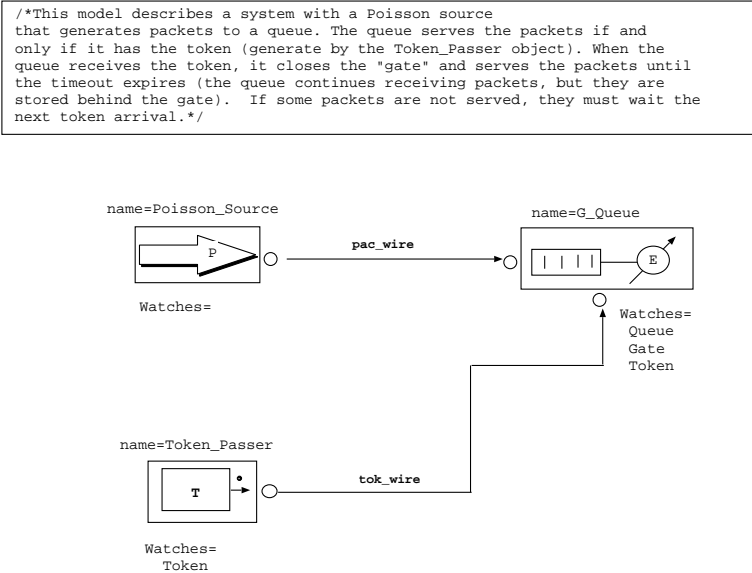 /*This model describes a system with a Poisson source
that generates packets to a queue. The queue serves the packets if and
only if it has the token (generate by the Token_Passer object). When the
queue receives the token, it closes the "gate" and serves the packets until
the timeout expires (the queue continues receiving packets, but they are
stored behind the gate).  If some packets are not served, they must wait the
next token arrival.*/
name=Poisson_Source
name=G_Queue
P
pac_wire
E
Watches=
Watches=
Queue
Gate
Token
name=Token_Passer
T
tok_wire
Watches=
Token